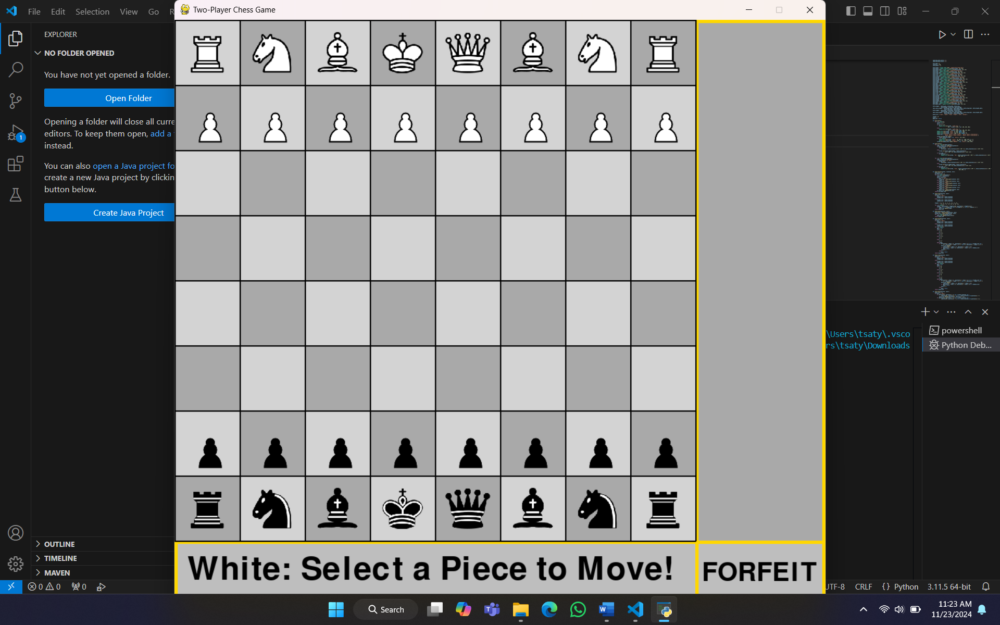 File Edit Selection View Go R
Two-Player Chess Game
EXPLORER
NO FOLDER OPENED
You have not yet opened a folder.
Open Folder
Opening a folder will close all curre
editors. To keep them open, add a
instead.
You can also open a Java project fo
create a new Java project by clickin
button below.
Create Java Project
1
powershell
Python Deb...
\Users\tsaty\.vsco
rs\tsaty\Downloads
OUTLINE
TIMELINE
MAVEN
White: Select a Piece to Move!
FORFEIT
0 0 0
UTF-8 CRLF {} Python 3.11.5 64-bit
Search
11:23 AM
11/23/2024